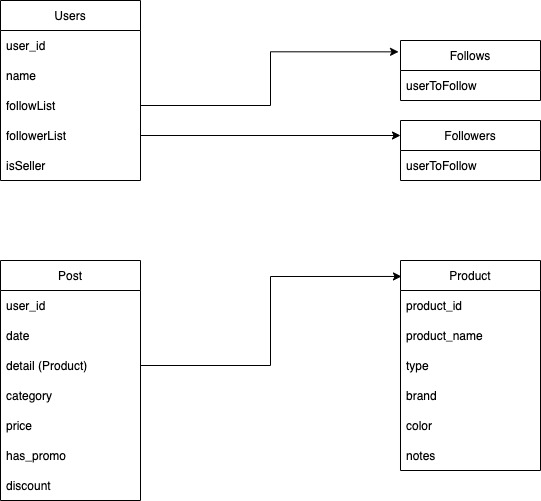 Users
user_id
name
followList
followerList
isSeller
Follows
userToFollow
Followers
userToFollow
Post
user_id
date
detail (Product)
category
price
has_promo
discount
Product
product_id
product_name
type
brand
color
notes